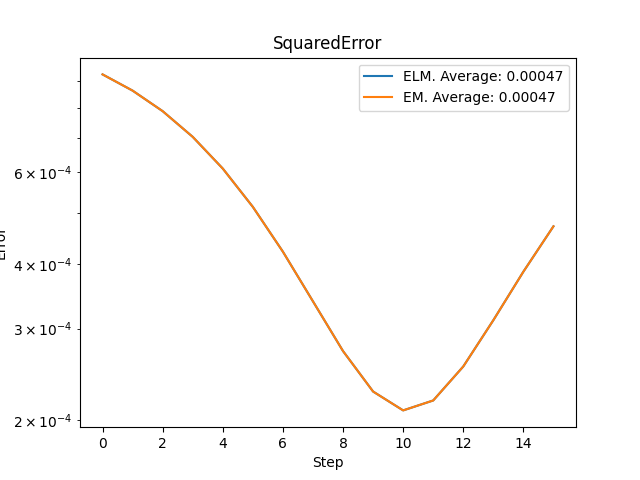 SquaredError
ELM. Average: 0.00047
EM. Average: 0.00047
6 × 10⁻⁴
4 × 10⁻⁴
3 × 10⁻⁴
2 × 10⁻⁴
Error
0 2 4 6 8 10 12 14
Step